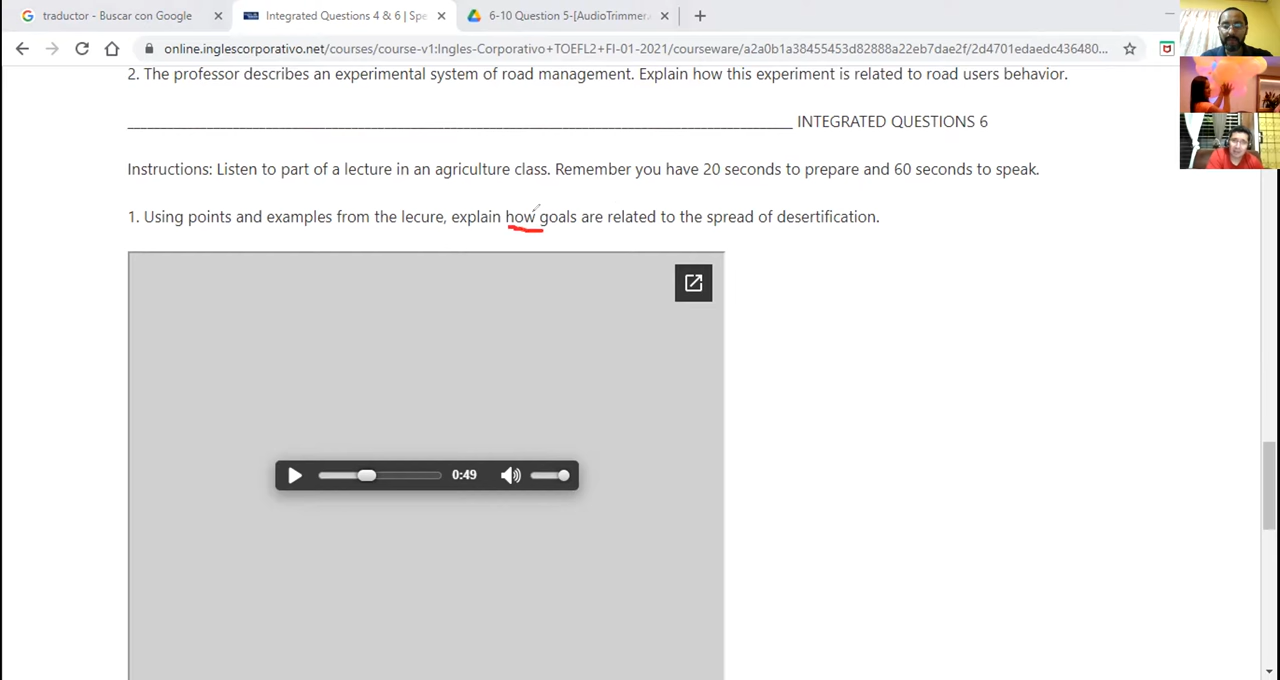 traductor - Buscar con Google
Integrated Questions 4 & 6 | Spe
6-10 Question 5-[AudioTrimmer.
online.inglescorporativo.net/courses/course-v1:Ingles-Corporativo+TOEFL2+FI-01-2021/courseware/a2a0b1a38455453d82888a22eb7dae2f/2d4701edaedc436480...
2. The professor describes an experimental system of road management. Explain how this experiment is related to road users behavior.
INTEGRATED QUESTIONS 6
Instructions: Listen to part of a lecture in an agriculture class. Remember you have 20 seconds to prepare and 60 seconds to speak.
1. Using points and examples from the lecure, explain how goals are related to the spread of desertification.
0:49